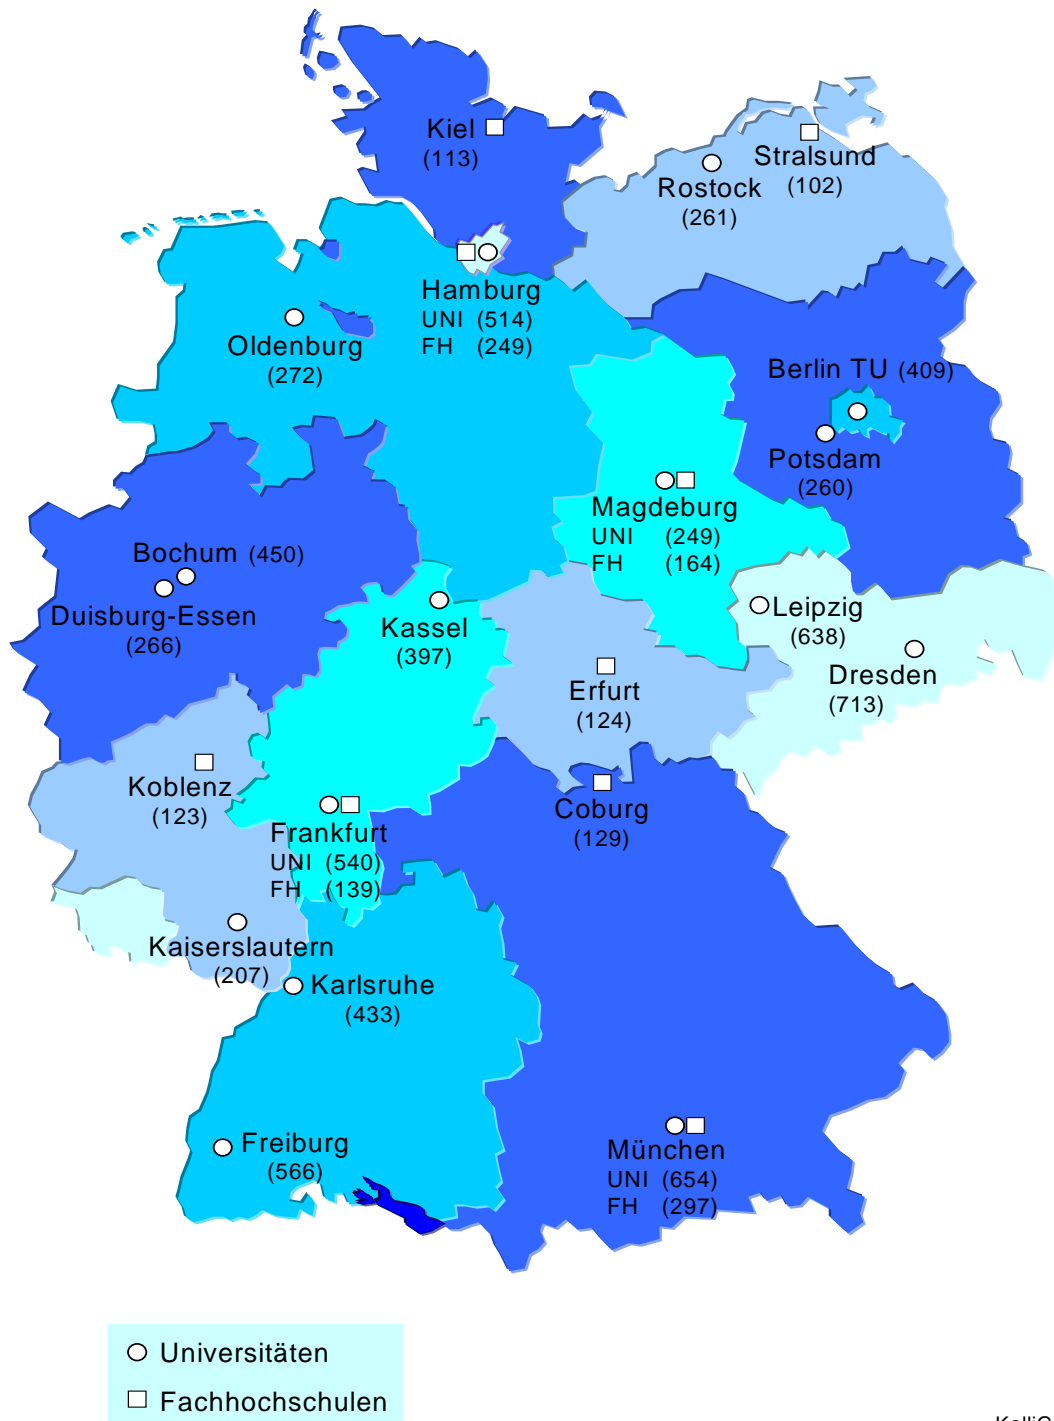 Kiel
(113)
Stralsund
(102)
Rostock
(261)
Hamburg
UNI (514)
FH (249)
Oldenburg
(272)
Berlin TU (409)
Potsdam
(260)
Magdeburg
UNI (249)
FH (164)
Bochum (450)
Duisburg-Essen
(266)
Kassel
(397)
Leipzig
(638)
Dresden
(713)
Erfurt
(124)
Koblenz
(123)
Coburg
(129)
Frankfurt
UNI (540)
FH (139)
Kaiserslautern
(207)
Karlsruhe
(433)
Freiburg
(566)
München
UNI (654)
FH (297)
Universitäten
Fachhochschulen